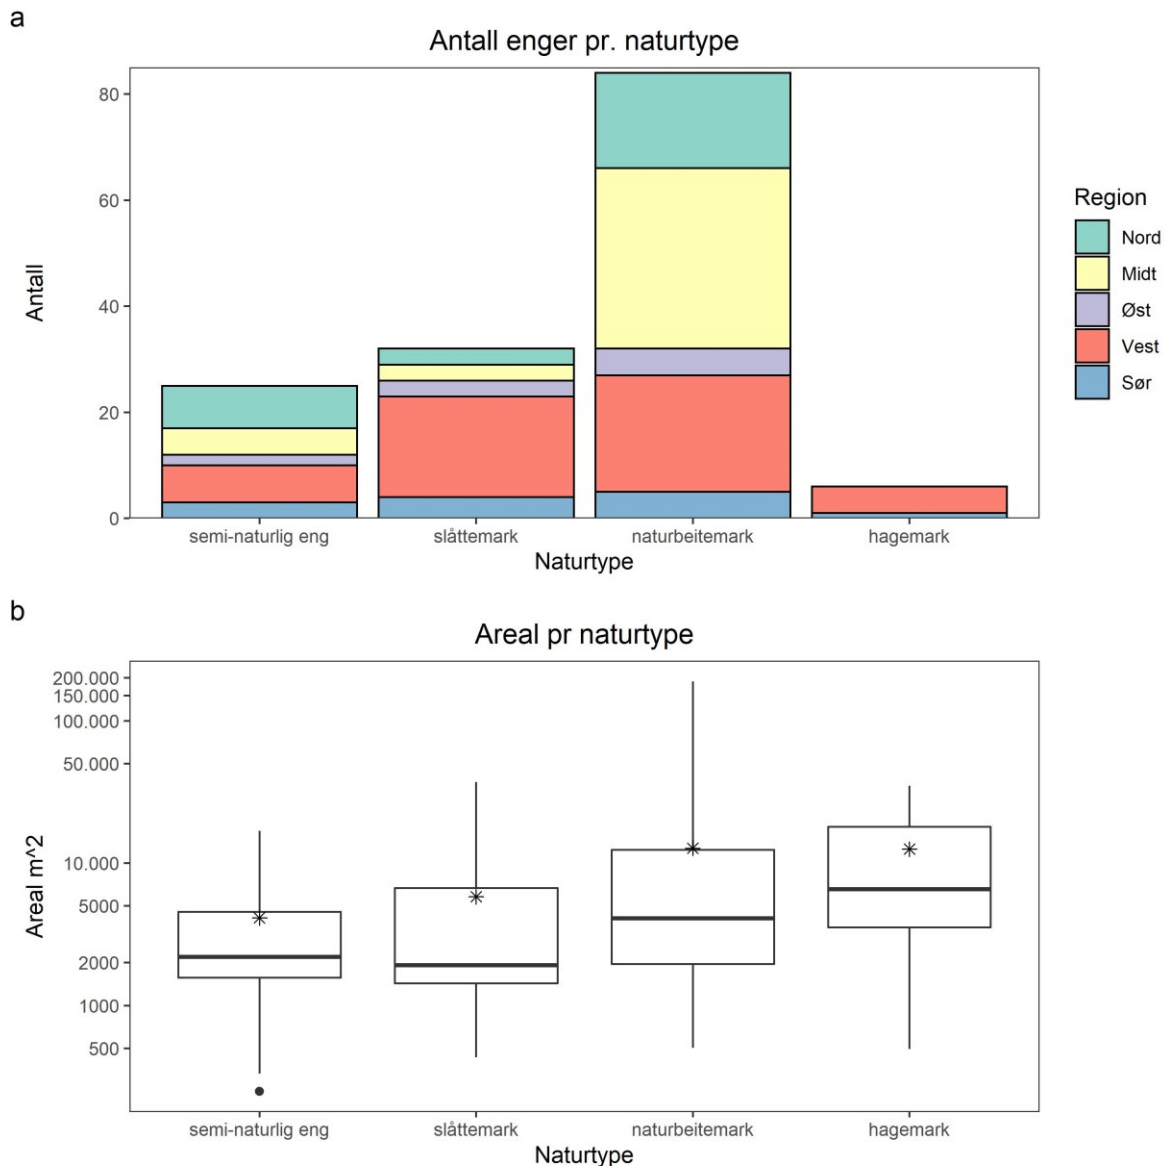 a
Antall enger pr. naturtype
80
60
40
20
0
Antall
semi-naturlig eng
slåttemark
naturbeitemark
hagemark
Naturtype
Region
Nord
Midt
Øst
Vest
Sør
b
Areal pr naturtype
200.000
150.000
100.000
50.000
10.000
5000
2000
1000
500
Areal m^2
semi-naturlig eng
slåttemark
naturbeitemark
hagemark
Naturtype